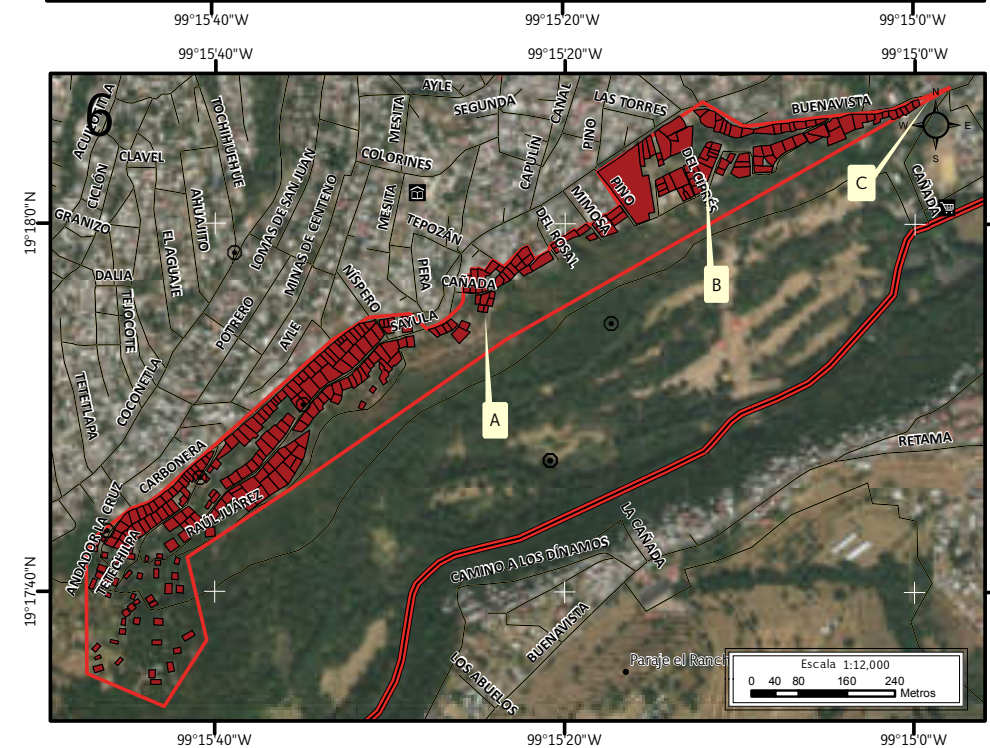 99°15'40"W
99°15'20"W
99°15'0"W
99°15'40"W
99°15'20"W
99°15'0"W
6
ACUILOTITLA
TOCHIHUEHUE
AYLE
SEGUNDA
CANAL
LAS TORRES
BUENAVISTA
N
W
E
S
MESITA
PINO
CLAVEL
COLORINES
CAPULÍN
DEL CIPRÉS
C
CICLÓN
AHUAJUITO
LOMAS DE SAN JUAN
MINAS DE CENTENO
MESITA
MIMOSA
PINO
CAÑADA
19°18'0"N
GRANIZO
EL AGUAJE
TEPOZÁN
DEL ROSAL
DALIA
TEJOCOTE
NÍSPERO
PERA
CAÑADA
B
POTRERO
AYLE
SAYULA
COCONETLA
TETETLAPA
A
CARBONERA
RETAMA
ANDADOR LA CRUZ
RAÚL JUÁREZ
LA CAÑADA
TETECHILPA
CAMINO A LOS DÍNAMOS
19°17'40"N
BUENAVISTA
LOS ABUELOS
Paraje el Ranch
Escala 1:12,000
0 40 80 160 240
Metros
99°15'40"W
99°15'20"W
99°15'0"W